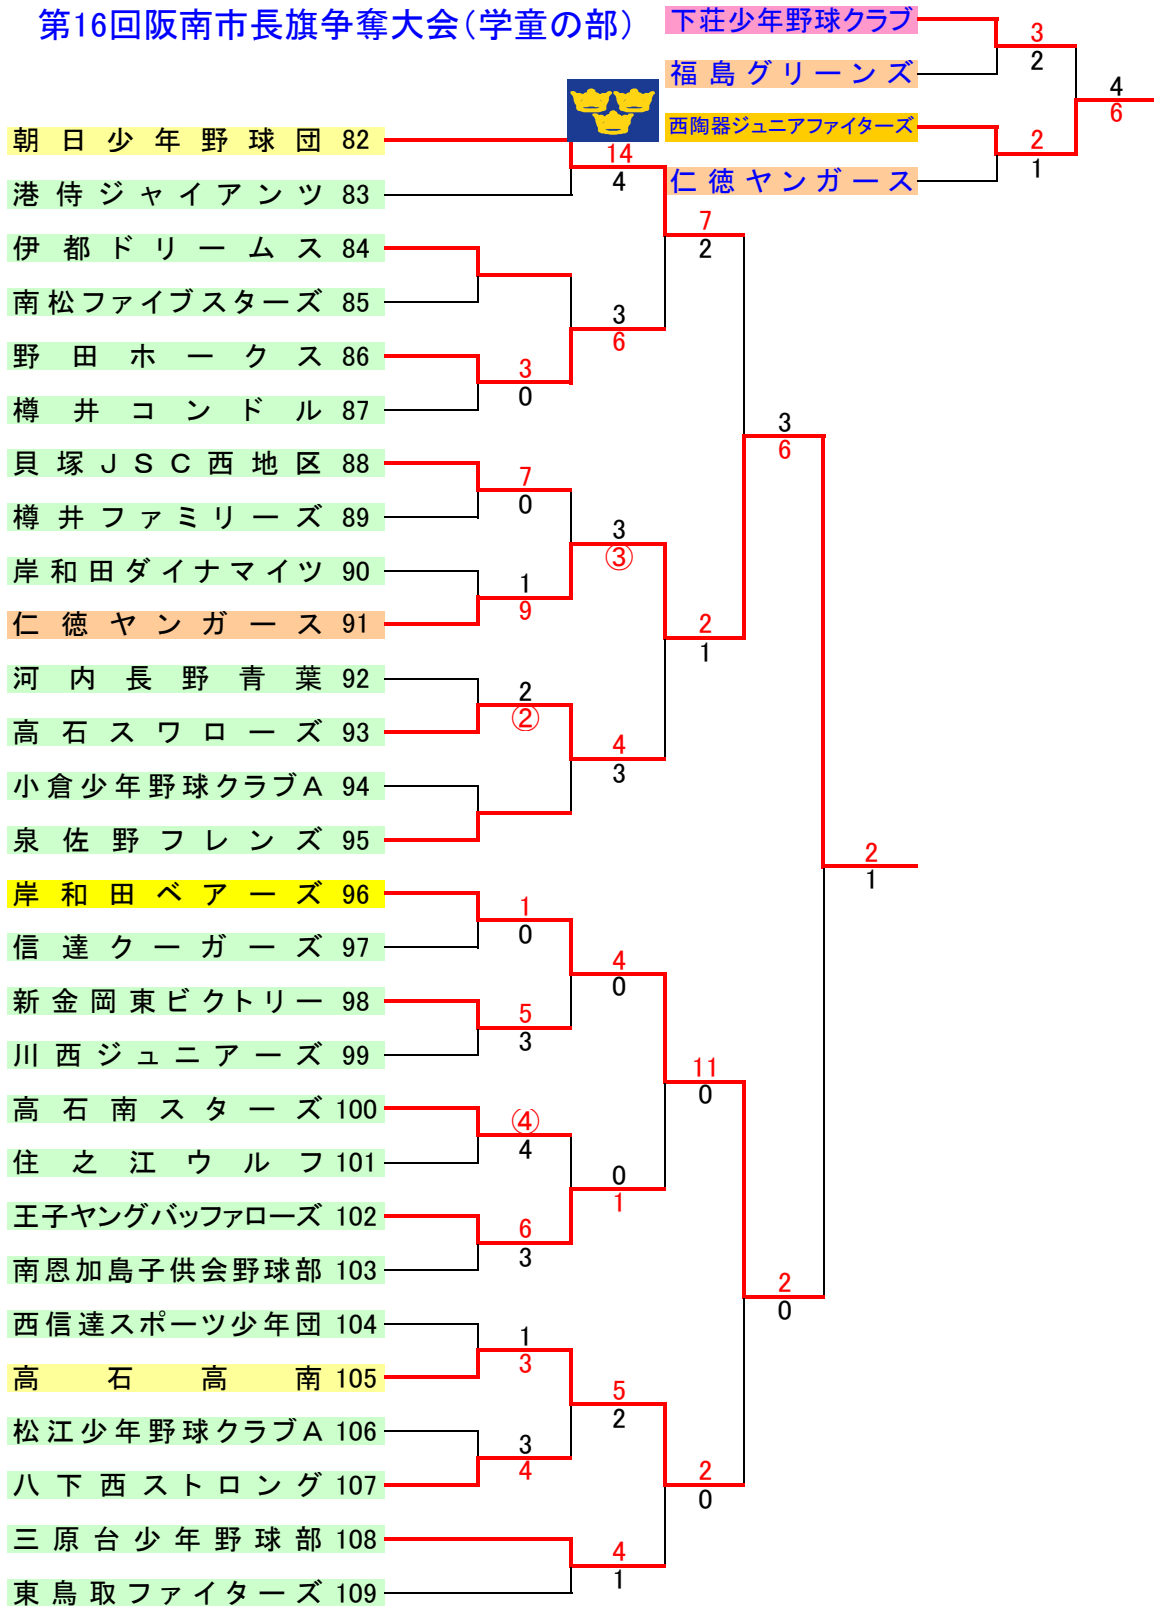 第16回阪南市長旗争奪大会（学童の部）
下荘少年野球クラブ
3
2
福島グリーンズ
4
6
西陶器ジュニアファイターズ
2
1
仁徳ヤンガース
朝日少年野球団 82
14
4
港侍ジャイアンツ 83
7
2
伊都ドリームス 84
南松ファイブスターズ 85
3
6
野田ホークス 86
3
0
樽井コンドル 87
3
6
貝塚JSC西地区 88
7
0
樽井ファミリーズ 89
3
③
岸和田ダイナマイツ 90
1
9
仁徳ヤンガース 91
2
1
河内長野青葉 92
2
②
高石スワローズ 93
4
3
小倉少年野球クラブA 94
泉佐野フレンズ 95
2
1
岸和田ベアーズ 96
1
0
信達クーガーズ 97
4
0
新金岡東ビクトリー 98
5
3
川西ジュニアーズ 99
11
0
高石南スターズ 100
④
4
住之江ウルフ 101
0
1
王子ヤングバッファローズ 102
6
3
南恩加島子供会野球部 103
2
0
西信達スポーツ少年団 104
1
3
高石高南 105
5
2
松江少年野球クラブA 106
3
4
八下西ストロング 107
2
0
三原台少年野球部 108
4
1
東鳥取ファイターズ 109